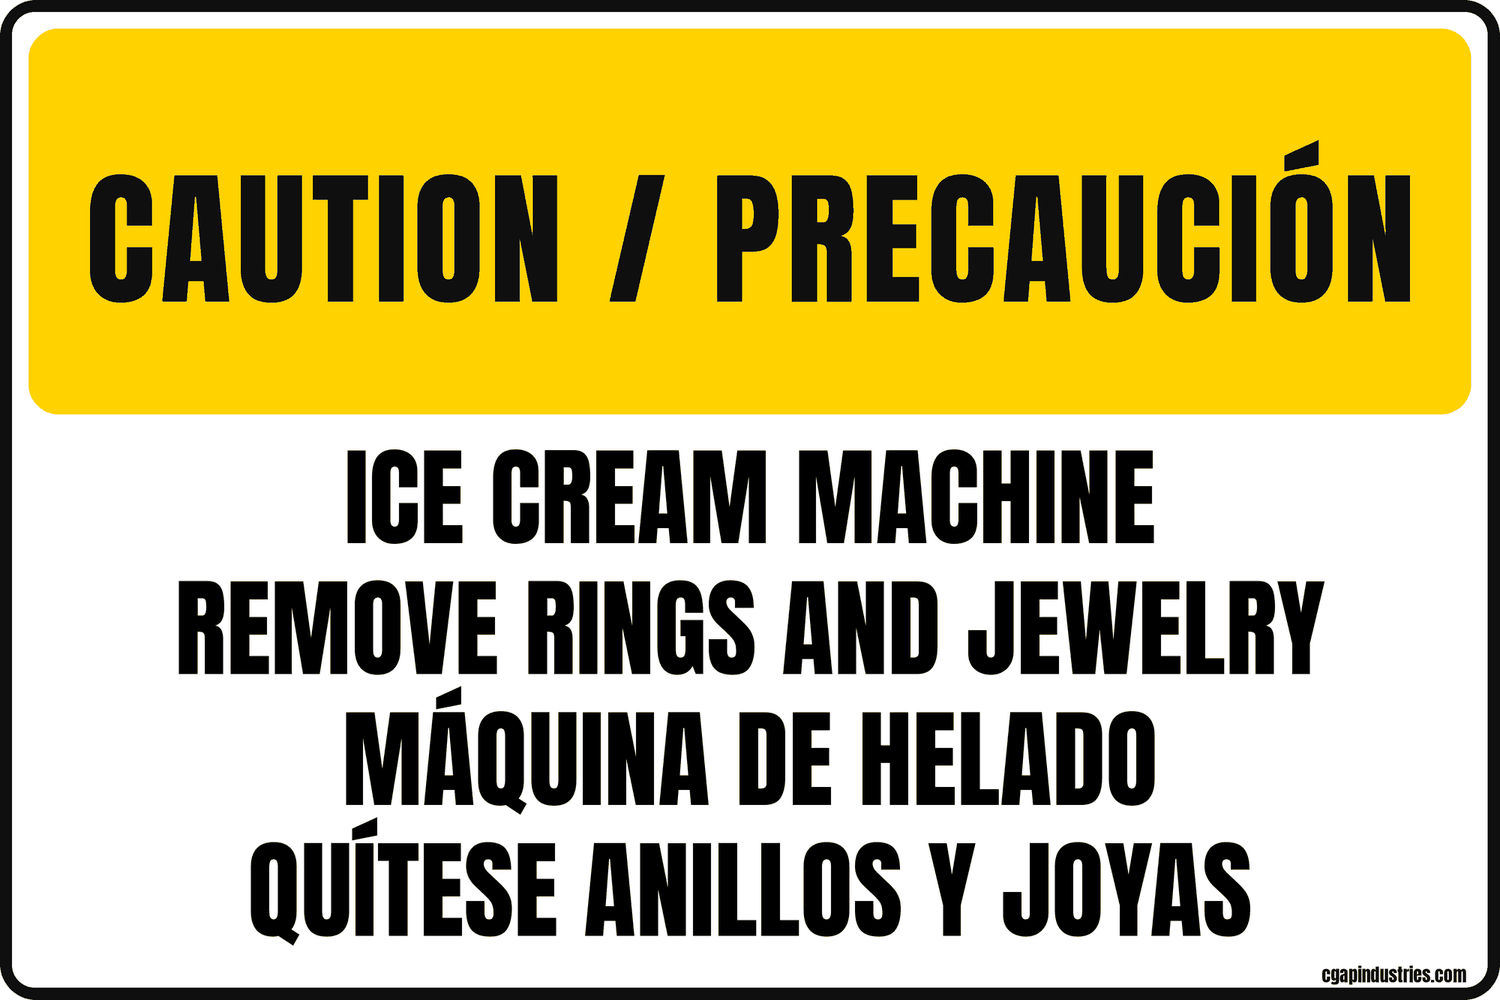 CAUTION / PRECAUCIÓN
ICE CREAM MACHINE
REMOVE RINGS AND JEWELRY
MÁQUINA DE HELADO
QUÍTESE ANILLOS Y JOYAS
cgapindustries.com